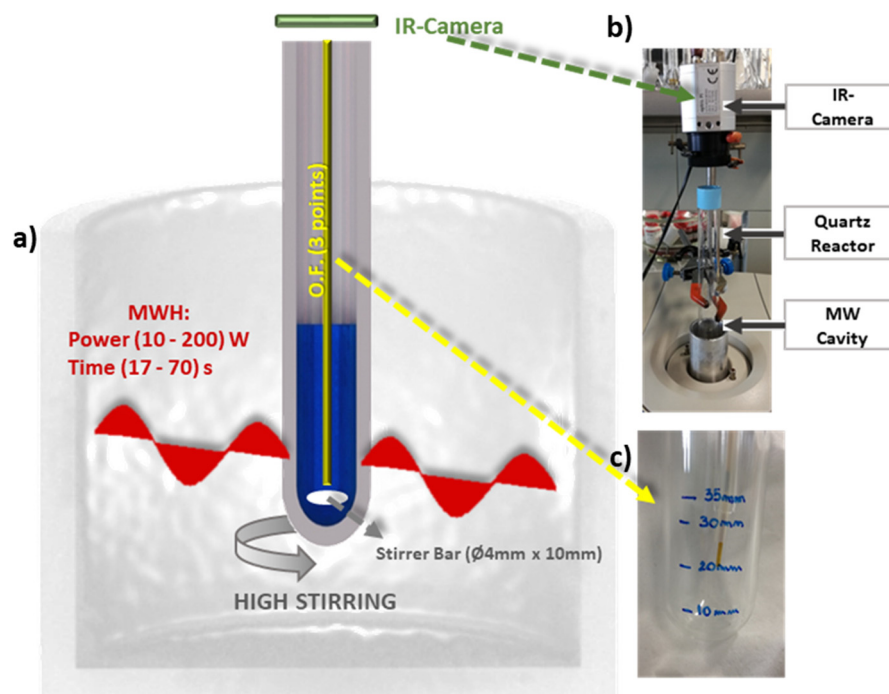 a)
IR-Camera
O.F. (3 points)
MWH:
Power (10 - 200) W
Time (17 - 70) s
Stirrer Bar (Ø4mm x 10mm)
HIGH STIRRING
b)
IR-
Camera
Quartz
Reactor
MW
Cavity
c)
35mm
30mm
20mm
10mm
CE